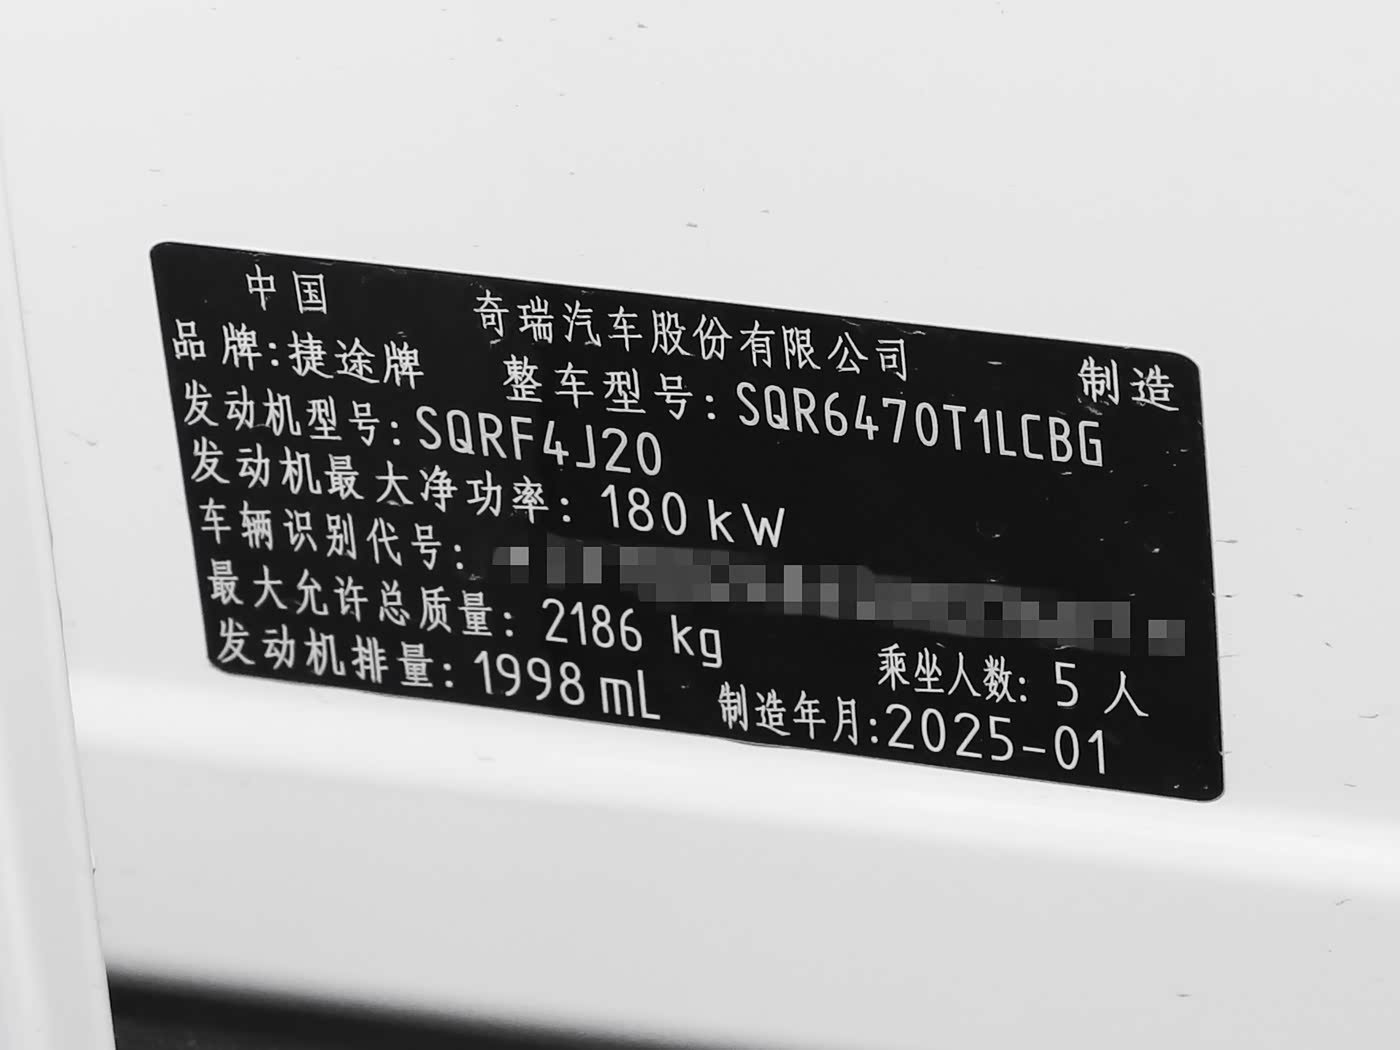 中国 奇瑞汽车股份有限公司 制造
品牌:捷途牌 整车型号:SQR6470T1LCBG
发动机型号:SQRF4J20
发动机最大净功率:180 kW
车辆识别代号:
最大允许总质量:2186 kg 乘坐人数:5人
发动机排量:1998 mL 制造年月:2025-01